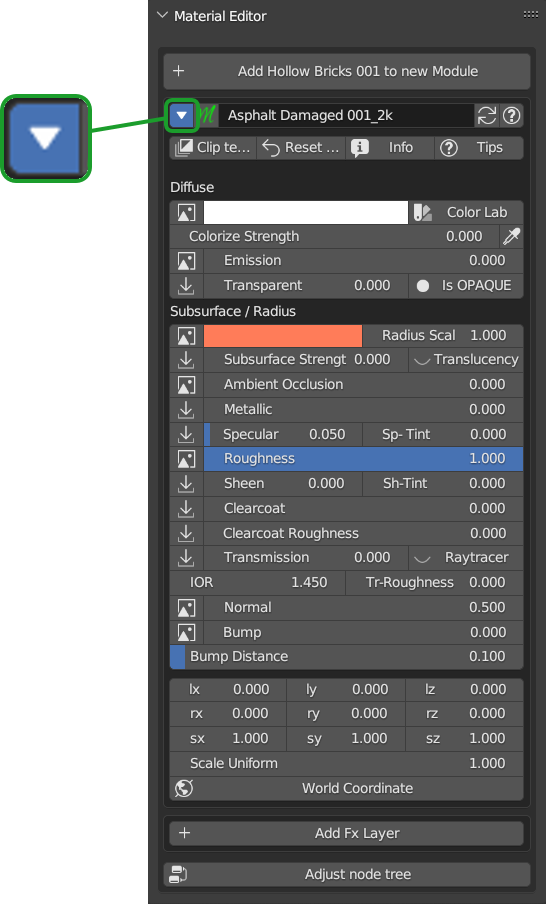 Material Editor
Add Hollow Bricks 001 to new Module
Asphalt Damaged 001_2k
Clip te... Reset ... Info Tips
Diffuse
Color Lab
Colorize Strength 0.000
Emission 0.000
Transparent 0.000 Is OPAQUE
Subsurface / Radius
Radius Scal 1.000
Subsurface Strengt 0.000 Translucency
Ambient Occlusion 0.000
Metallic 0.000
Specular 0.050 Sp- Tint 0.000
Roughness 1.000
Sheen 0.000 Sh-Tint 0.000
Clearcoat 0.000
Clearcoat Roughness 0.000
Transmission 0.000 Raytracer
IOR 1.450 Tr-Roughness 0.000
Normal 0.500
Bump 0.000
Bump Distance 0.100
lx 0.000 ly 0.000 lz 0.000
rx 0.000 ry 0.000 rz 0.000
sx 1.000 sy 1.000 sz 1.000
Scale Uniform 1.000
World Coordinate
Add Fx Layer
Adjust node tree